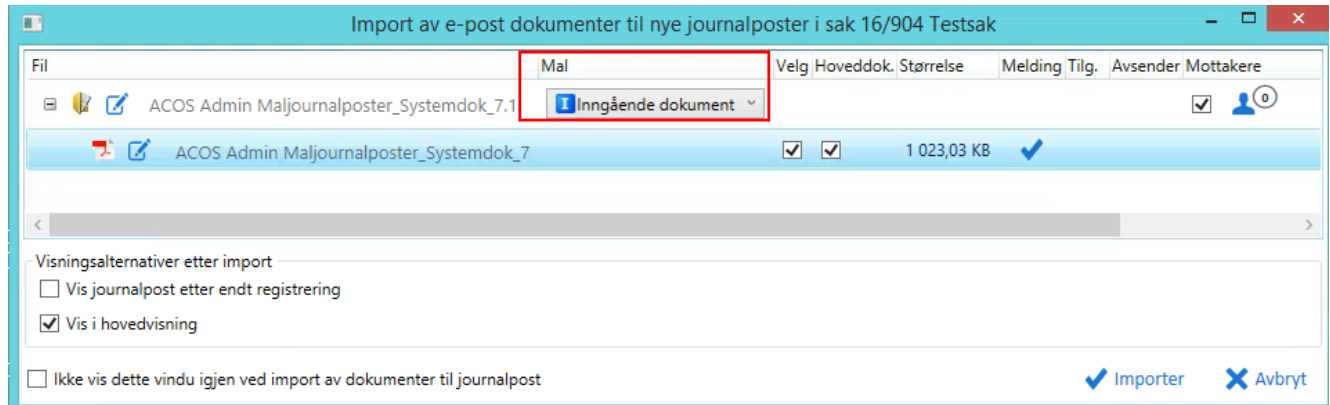 Import av e-post dokumenter til nye journalposter i sak 16/904 Testsak
Fil Mal Velg Hoveddok. Størrelse Melding Tilg. Avsender Mottakere
ACOS Admin Maljournalposter_Systemdok_7.1 I Inngående dokument 0
ACOS Admin Maljournalposter_Systemdok_7 1 023,03 KB
Visningsalternativer etter import
Vis journalpost etter endt registrering
Vis i hovedvisning
Ikke vis dette vindu igjen ved import av dokumenter til journalpost Importer Avbryt